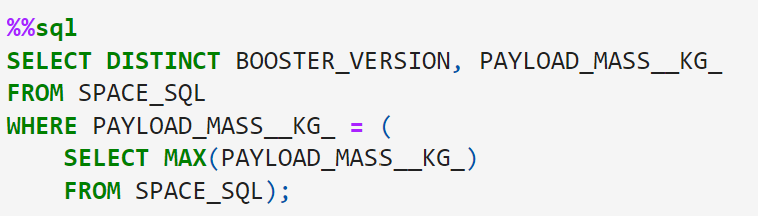 %%sql
SELECT DISTINCT BOOSTER_VERSION, PAYLOAD_MASS__KG_
FROM SPACE_SQL
WHERE PAYLOAD_MASS__KG_ = (
    SELECT MAX(PAYLOAD_MASS__KG_)
    FROM SPACE_SQL);